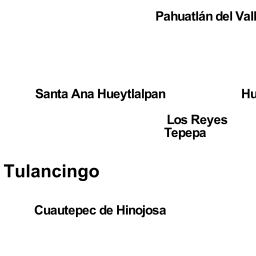 Pahuatlán del Vall
Santa Ana Hueytlalpan
Hu
Los Reyes
Tepepa
Tulancingo
Cuautepec de Hinojosa